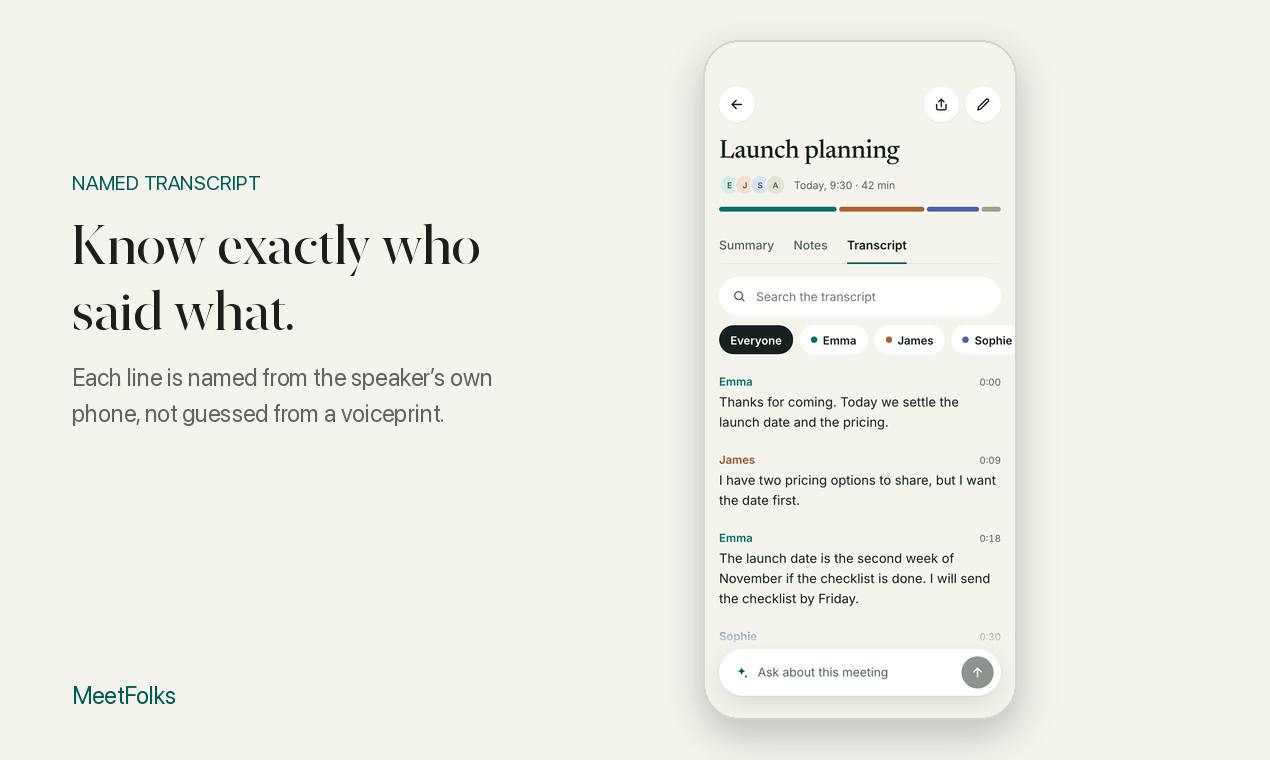 NAMED TRANSCRIPT
Know exactly who
said what.
Each line is named from the speaker's own
phone, not guessed from a voiceprint.
MeetFolks
Launch planning
E J S A Today, 9:30 · 42 min
Summary Notes Transcript
Search the transcript
Everyone Emma James Sophie
Emma 0:00
Thanks for coming. Today we settle the
launch date and the pricing.
James 0:09
I have two pricing options to share, but I want
the date first.
Emma 0:18
The launch date is the second week of
November if the checklist is done. I will send
the checklist by Friday.
Sophie 0:30
Ask about this meeting